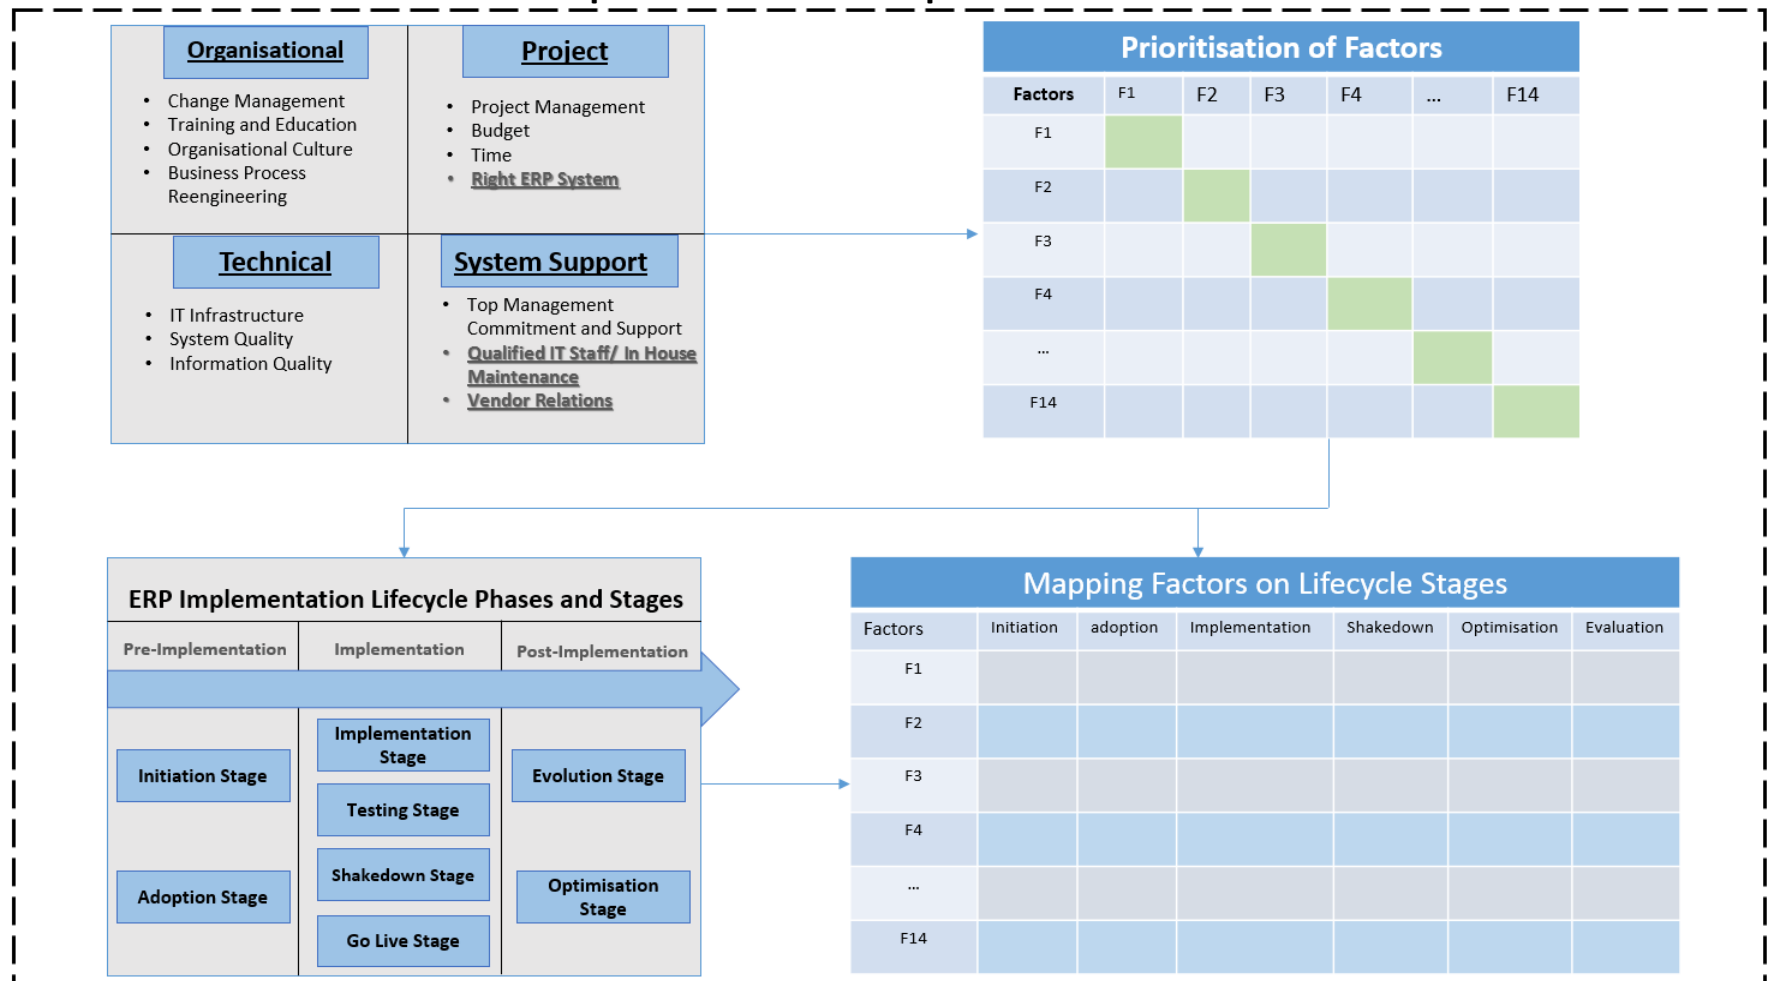 Organisational
• Change Management
• Training and Education
• Organisational Culture
• Business Process
Reengineering
Project
• Project Management
• Budget
• Time
• Right ERP System
Technical
• IT Infrastructure
• System Quality
• Information Quality
System Support
• Top Management
Commitment and Support
• Qualified IT Staff/ In House
Maintenance
• Vendor Relations
Prioritisation of Factors
Factors F1 F2 F3 F4 ... F14
F1
F2
F3
F4
...
F14
ERP Implementation Lifecycle Phases and Stages
Pre-Implementation Implementation Post-Implementation
Initiation Stage
Adoption Stage
Implementation
Stage
Testing Stage
Shakedown Stage
Go Live Stage
Evolution Stage
Optimisation
Stage
Mapping Factors on Lifecycle Stages
Factors Initiation adoption Implementation Shakedown Optimisation Evaluation
F1
F2
F3
F4
...
F14